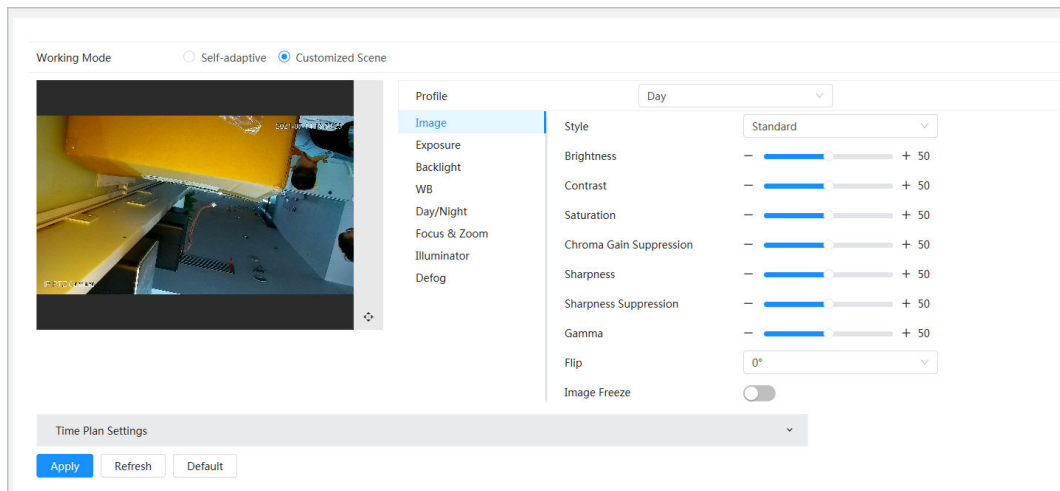 Working Mode Self-adaptive Customized Scene
Profile Day
Image
Exposure
Backlight
WB
Day/Night
Focus & Zoom
Illuminator
Defog
Style Standard
Brightness − + 50
Contrast − + 50
Saturation − + 50
Chroma Gain Suppression − + 50
Sharpness − + 50
Sharpness Suppression − + 50
Gamma − + 50
Flip 0°
Image Freeze
Time Plan Settings
Apply Refresh Default